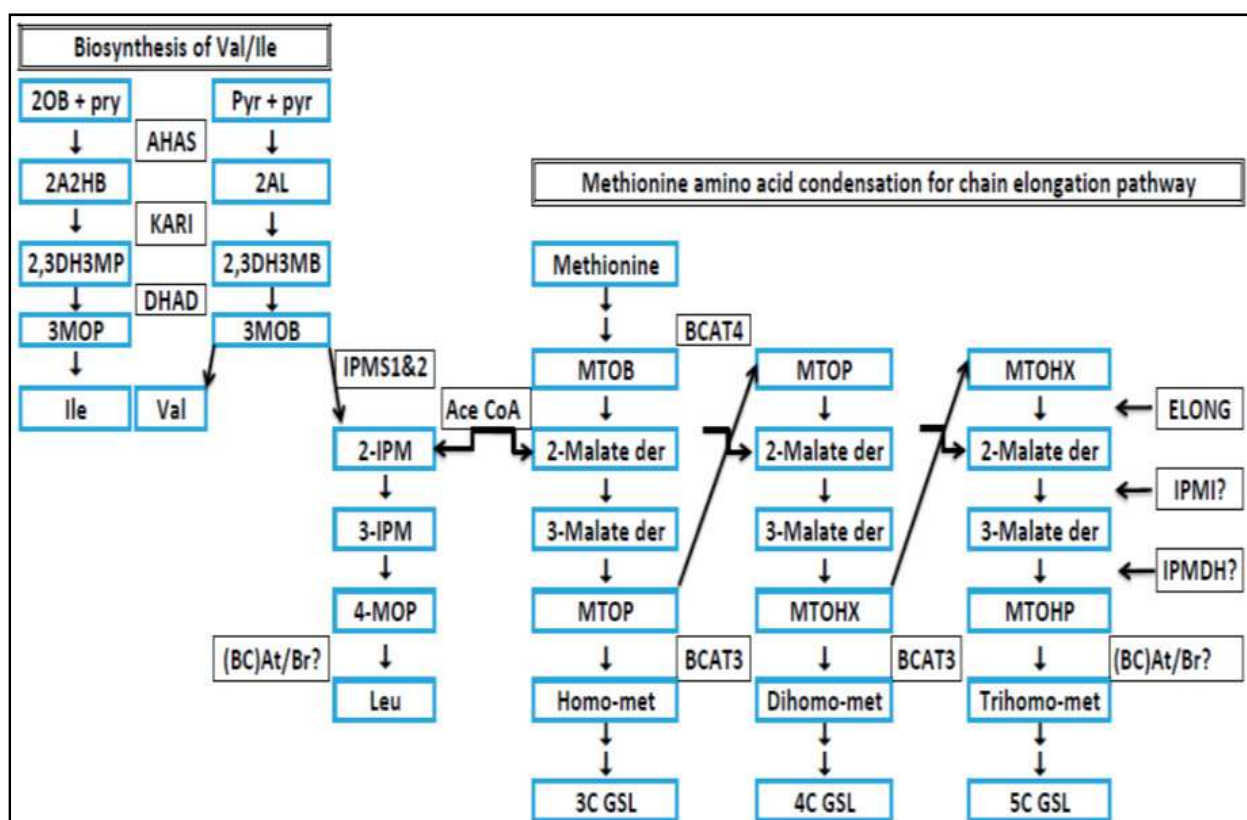 Biosynthesis of Val/Ile
2OB + pry
Pyr + pyr
AHAS
2A2HB
2AL
KARI
2,3DH3MP
2,3DH3MB
DHAD
3MOP
3MOB
Ile
Val
IPMS1&2
Ace CoA
2-IPM
3-IPM
4-MOP
(BC)At/Br?
Leu
Methionine amino acid condensation for chain elongation pathway
Methionine
BCAT4
MTOB
MTOP
MTOHX
ELONG
2-Malate der
2-Malate der
2-Malate der
IPMI?
3-Malate der
3-Malate der
3-Malate der
IPMDH?
MTOP
MTOHX
MTOHP
BCAT3
BCAT3
(BC)At/Br?
Homo-met
Dihomo-met
Trihomo-met
3C GSL
4C GSL
5C GSL